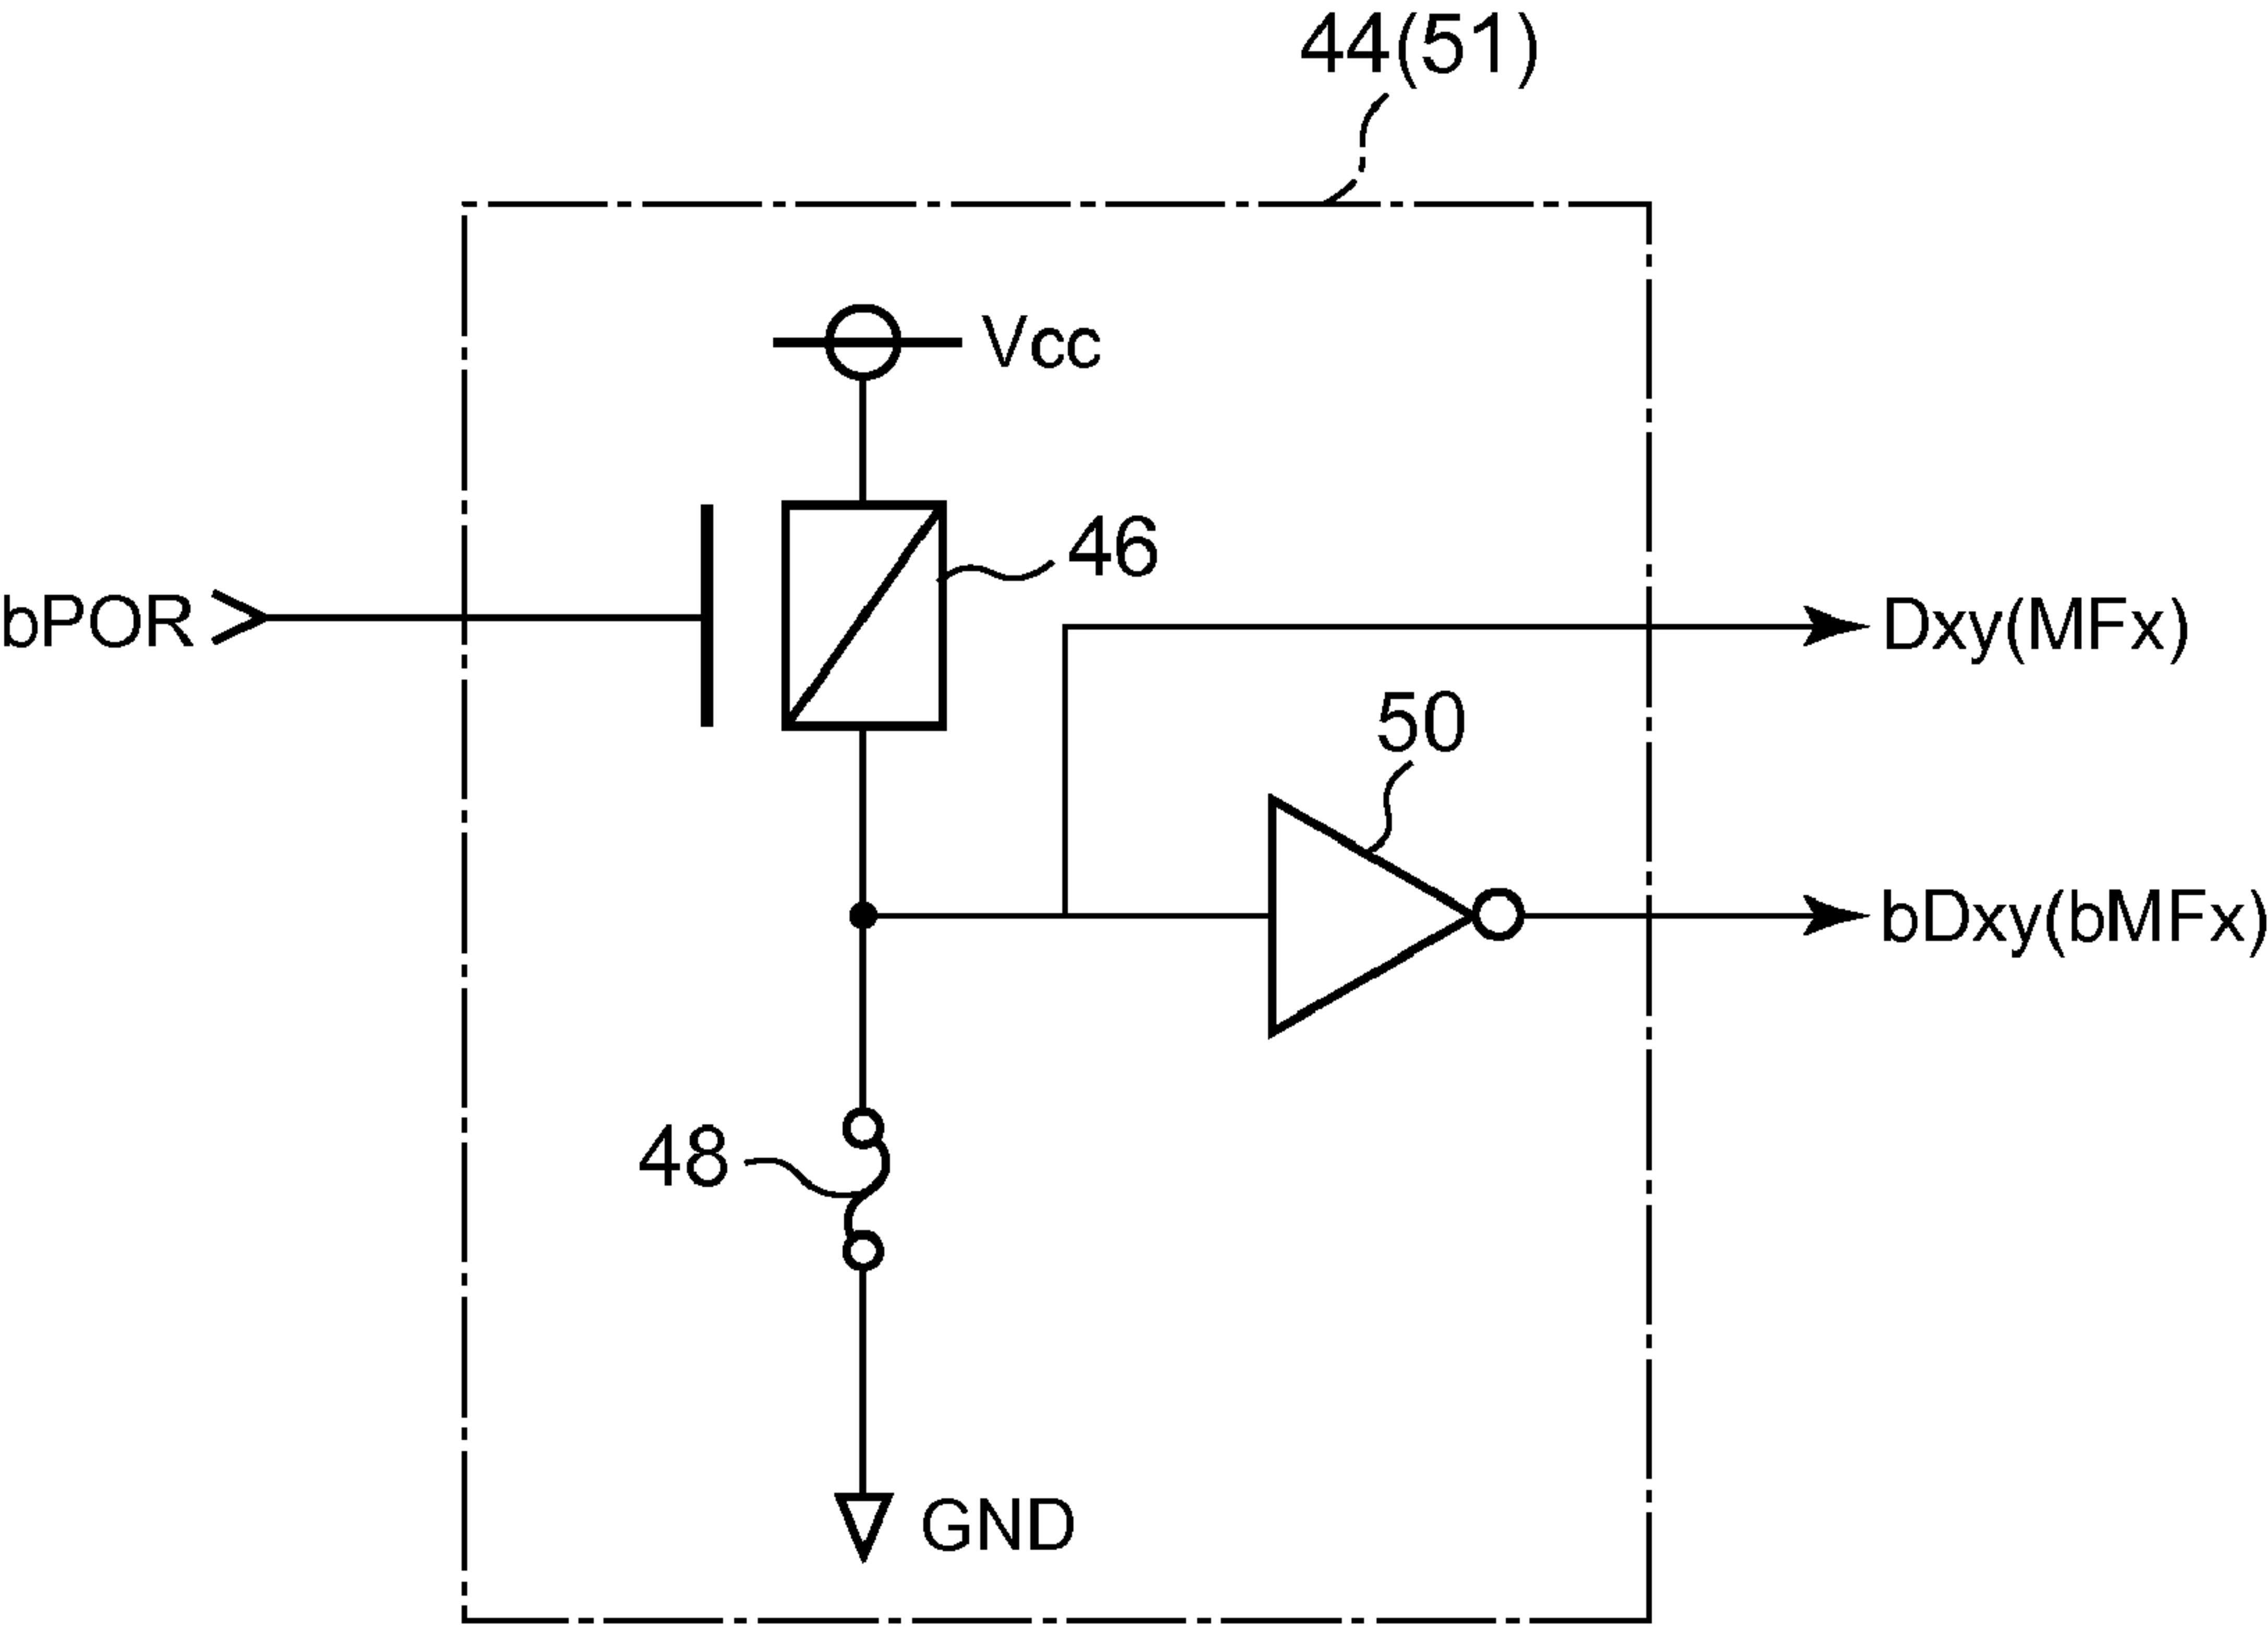 44(51)
Vcc
46
bPOR
Dxy(MFx)
50
bDxy(bMFx)
48
GND